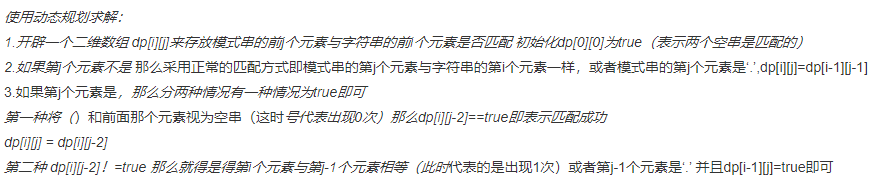 使用动态规划求解：
1.开辟一个二维数组 dp[i][j]来存放模式串的前j个元素与字符串的前i个元素是否匹配 初始化dp[0][0]为true（表示两个空串是匹配的）
2.如果第j个元素不是 那么采用正常的匹配方式即模式串的第j个元素与字符串的第i个元素一样，或者模式串的第j个元素是‘.’,dp[i][j]=dp[i-1][j-1]
3.如果第j个元素是，那么分两种情况有一种情况为true即可
第一种将（）和前面那个元素视为空串（这时号代表出现0次）那么dp[i][j-2]==true即表示匹配成功
dp[i][j] = dp[i][j-2]
第二种 dp[i][j-2]！=true 那么就得是得第i个元素与第j-1个元素相等（此时代表的是出现1次）或者第j-1个元素是‘.’ 并且dp[i-1][j]=true即可